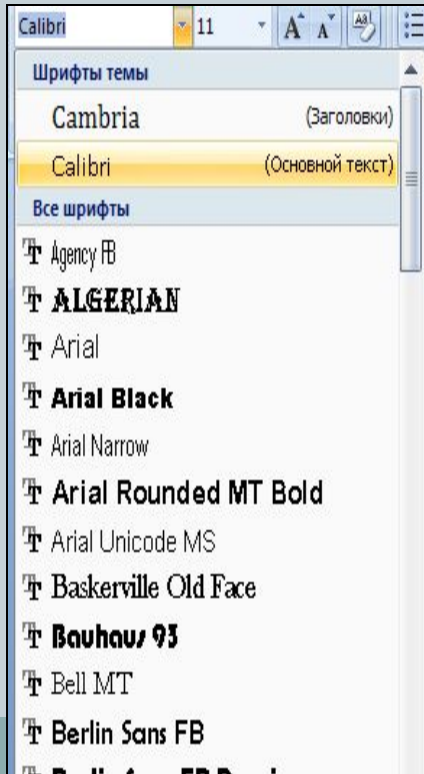 Calibri 11
Шрифты темы
Cambria (Заголовки)
Calibri (Основной текст)
Все шрифты
Agency FB
ALGERIAN
Arial
Arial Black
Arial Narrow
Arial Rounded MT Bold
Arial Unicode MS
Baskerville Old Face
Bauhaus 93
Bell MT
Berlin Sans FB